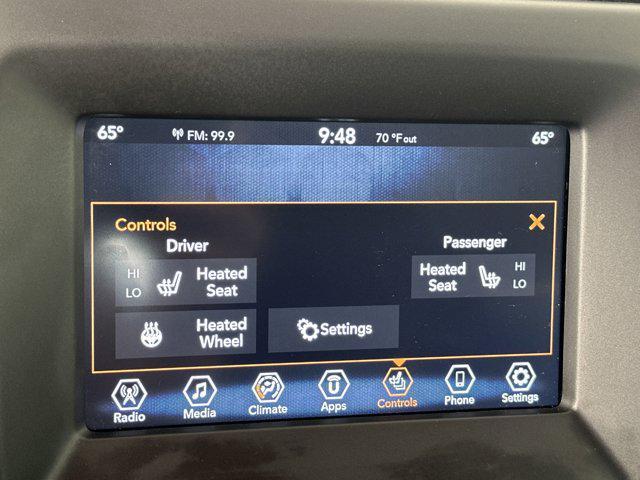 65° FM: 99.9 9:48 70 °F out 65°
Controls
Driver Passenger
HI LO Heated Seat Heated Seat HI LO
Heated Wheel Settings
Radio Media Climate Apps Controls Phone Settings